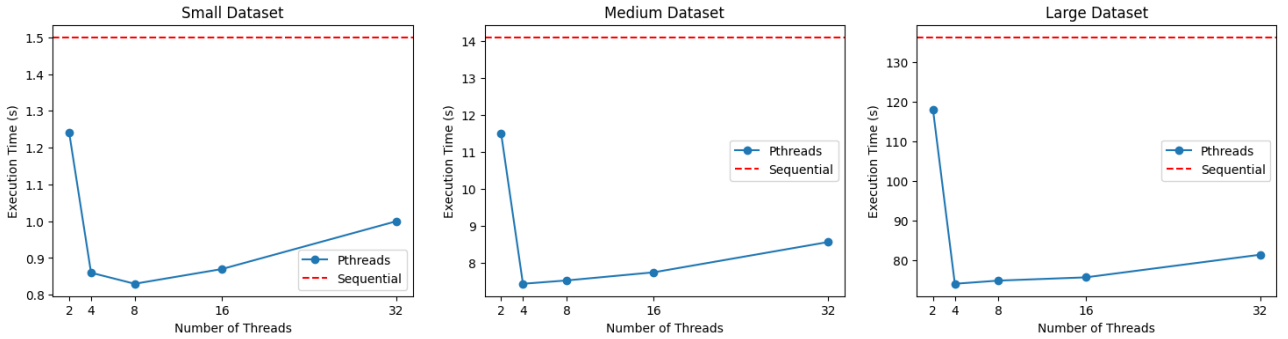 Small Dataset
Execution Time (s)
1.5
1.4
1.3
1.2
1.1
1.0
0.9
0.8
2 4 8 16 32
Number of Threads
Pthreads
Sequential
Medium Dataset
Execution Time (s)
14
13
12
11
10
9
8
2 4 8 16 32
Number of Threads
Pthreads
Sequential
Large Dataset
Execution Time (s)
130
120
110
100
90
80
2 4 8 16 32
Number of Threads
Pthreads
Sequential